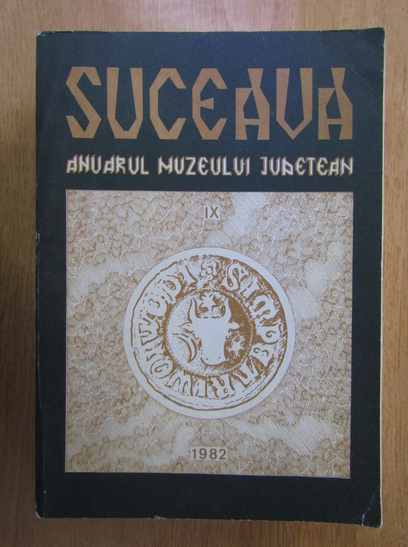 SUCEAVA
ANUARUL MUZEULUI JUDEȚEAN
IX
1982